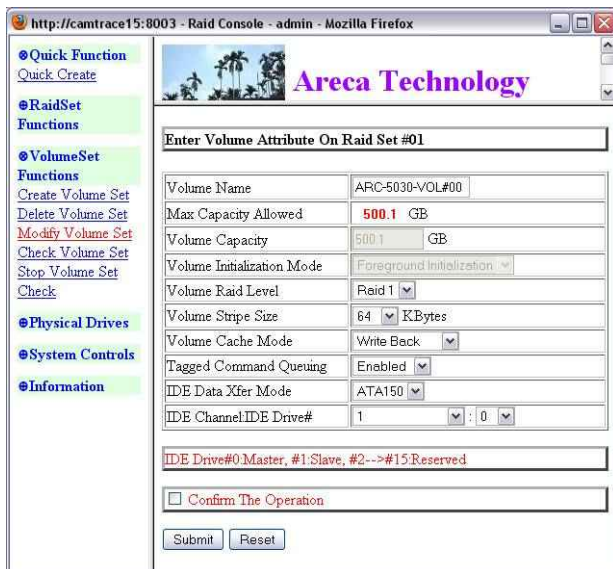 http://camtrace15:8003 - Raid Console - admin - Mozilla Firefox
Quick Function
Quick Create
RaidSet
Functions
VolumeSet
Functions
Create Volume Set
Delete Volume Set
Modify Volume Set
Check Volume Set
Stop Volume Set
Check
Physical Drives
System Controls
Information
Areca Technology
Enter Volume Attribute On Raid Set #01
Volume Name ARC-5030-VOL#00
Max Capacity Allowed 500.1 GB
Volume Capacity 500.1 GB
Volume Initialization Mode Foreground Initialization
Volume Raid Level Raid 1
Volume Stripe Size 64 KBytes
Volume Cache Mode Write Back
Tagged Command Queuing Enabled
IDE Data Xfer Mode ATA150
IDE Channel:IDE Drive# 1 : 0
IDE Drive#0:Master, #1:Slave, #2-->#15:Reserved
Confirm The Operation
Submit Reset